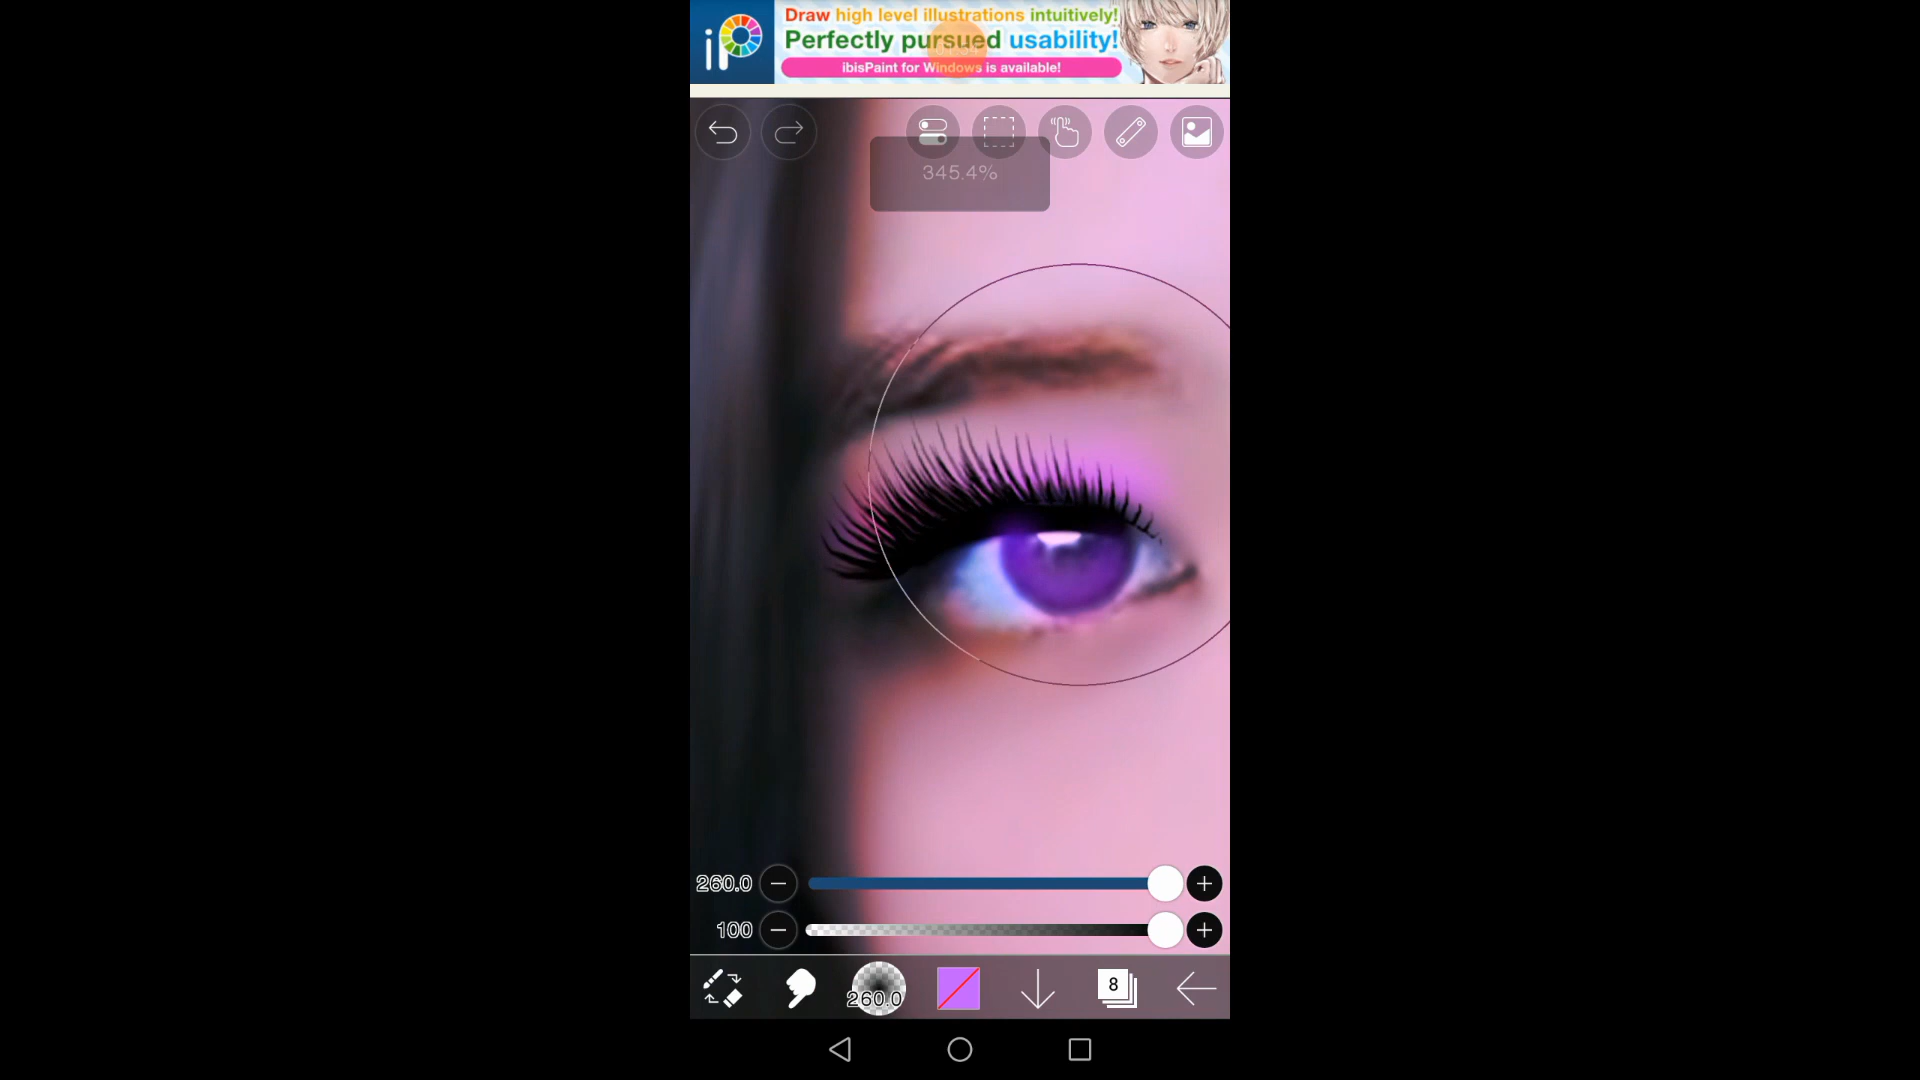 iP
Draw high level illustrations intuitively!
Perfectly pursued usability!
ibisPaint for Windows is available!
345.4%
260.0
100
260.0
8